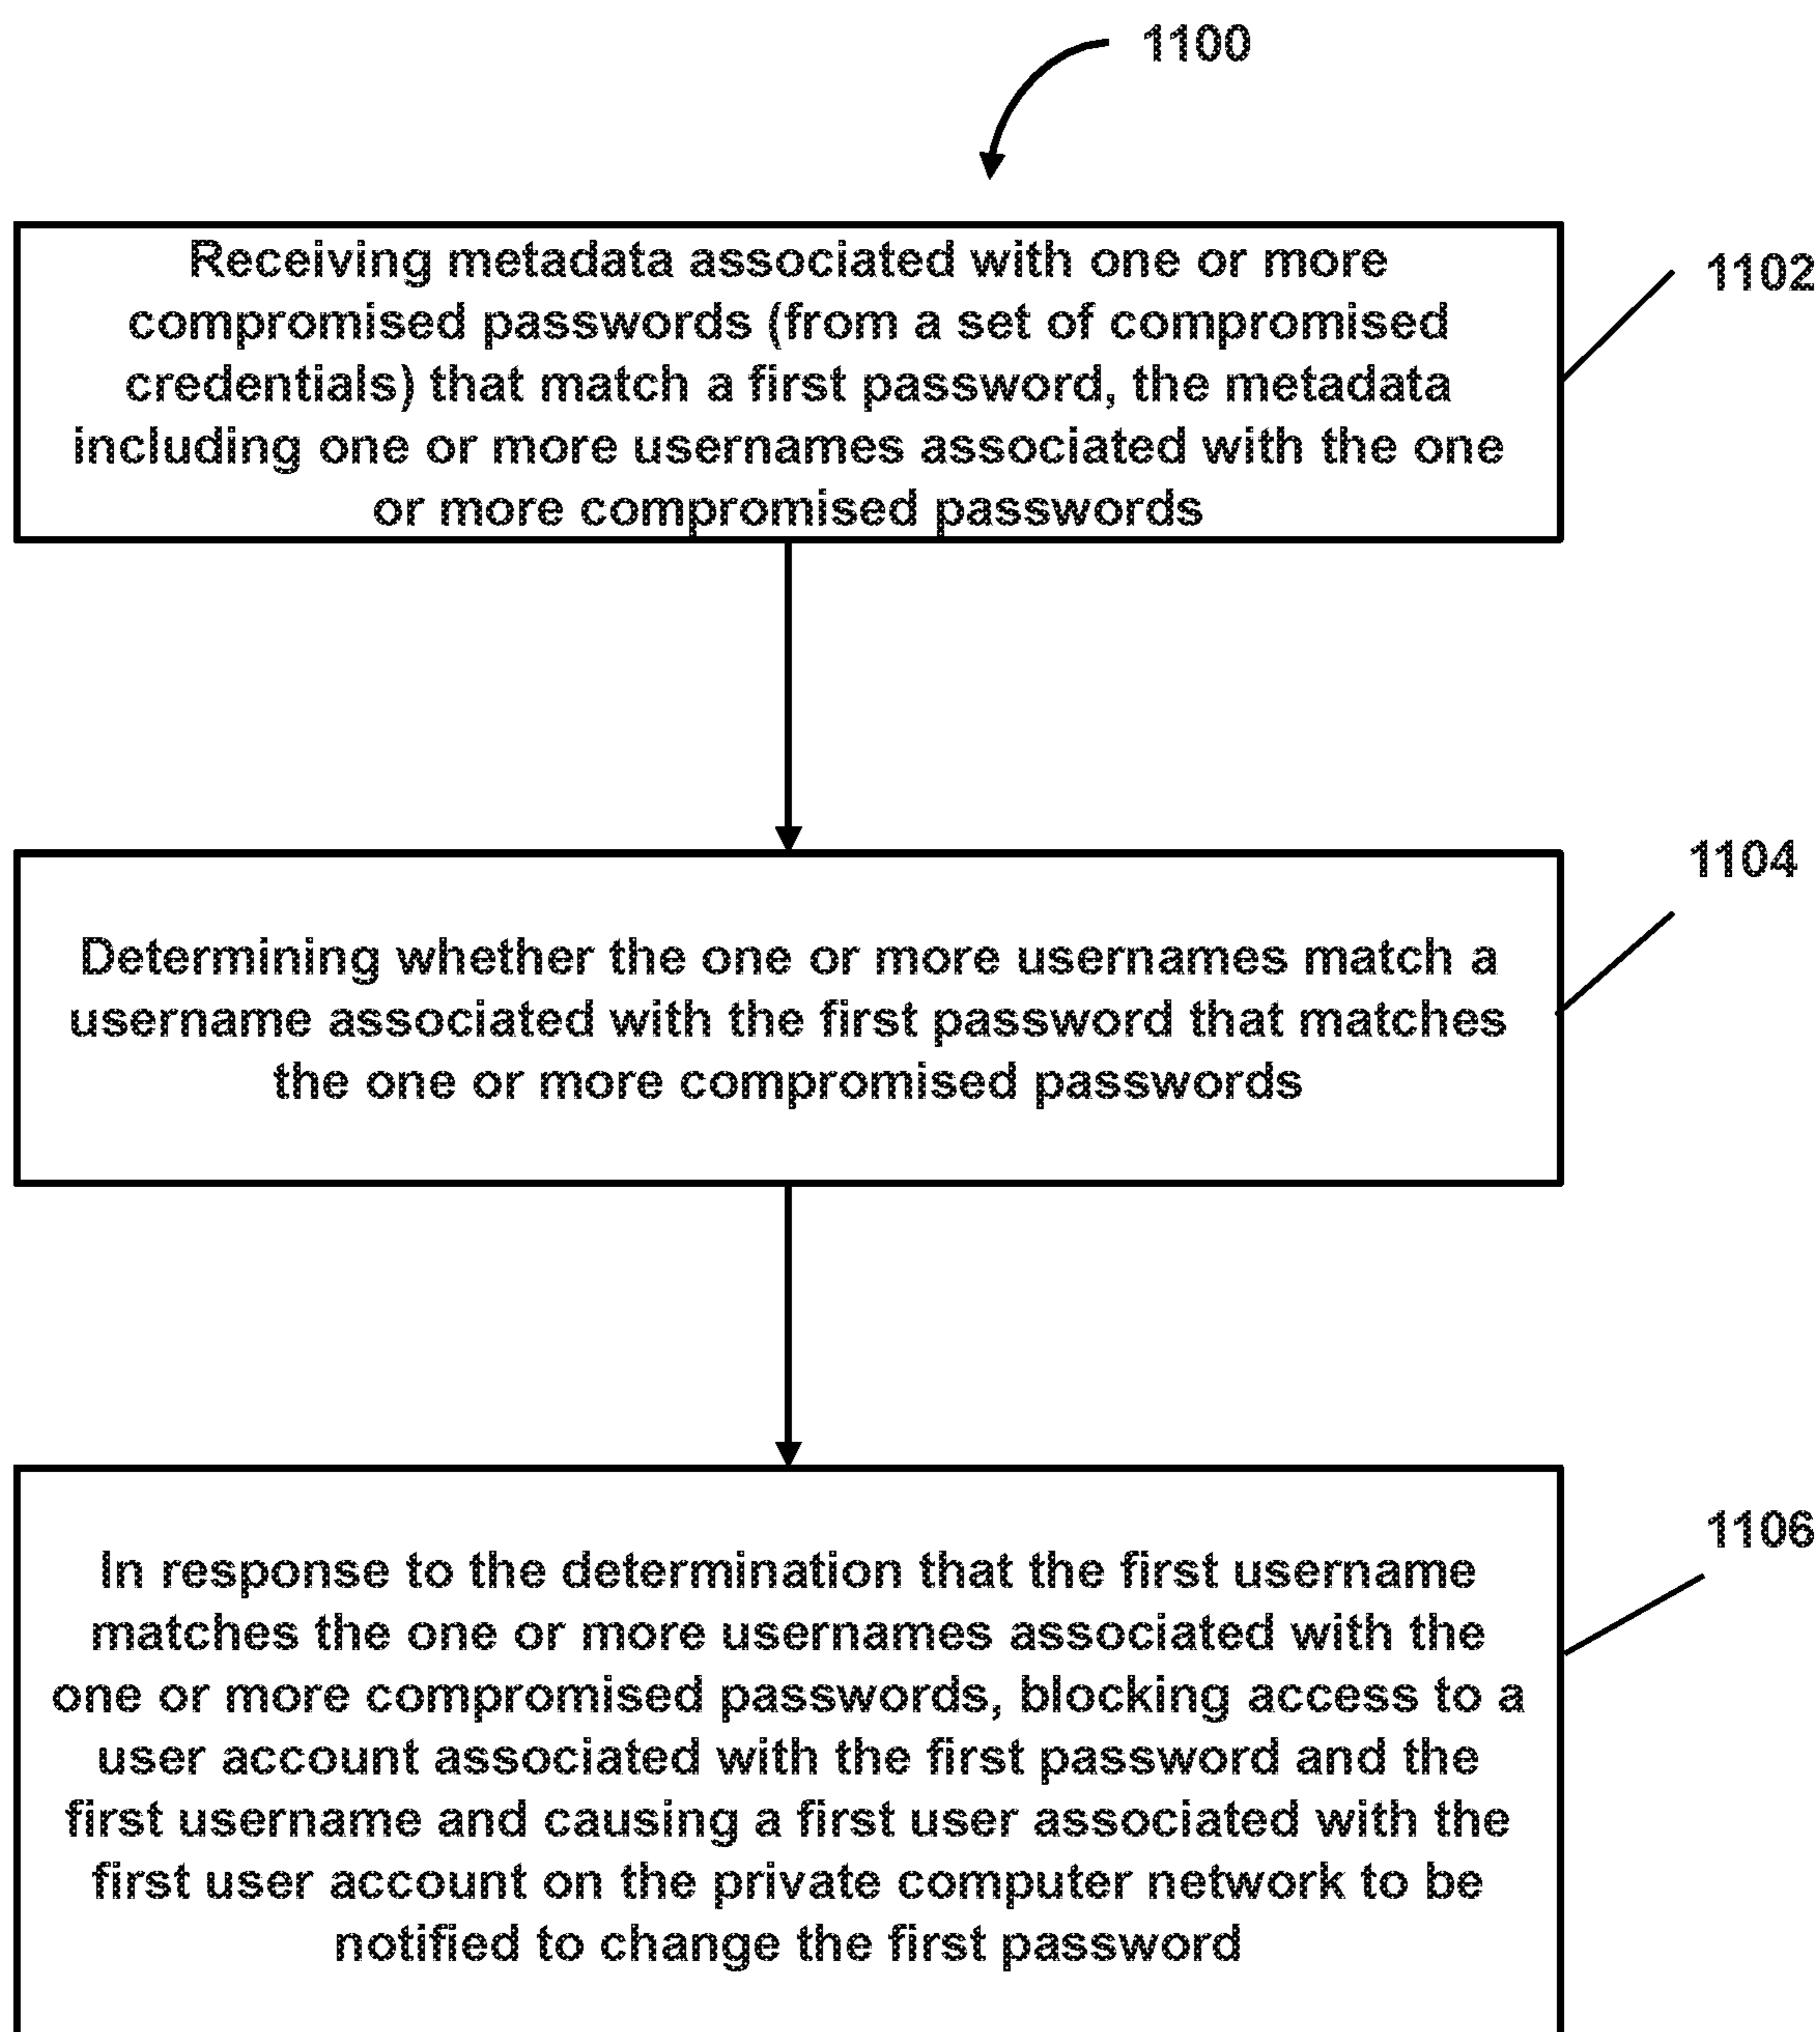 1100
Receiving metadata associated with one or more
compromised passwords (from a set of compromised
credentials) that match a first password, the metadata
including one or more usernames associated with the one
or more compromised passwords
1102
Determining whether the one or more usernames match a
username associated with the first password that matches
the one or more compromised passwords
1104
In response to the determination that the first username
matches the one or more usernames associated with the
one or more compromised passwords, blocking access to a
user account associated with the first password and the
first username and causing a first user associated with the
first user account on the private computer network to be
notified to change the first password
1106